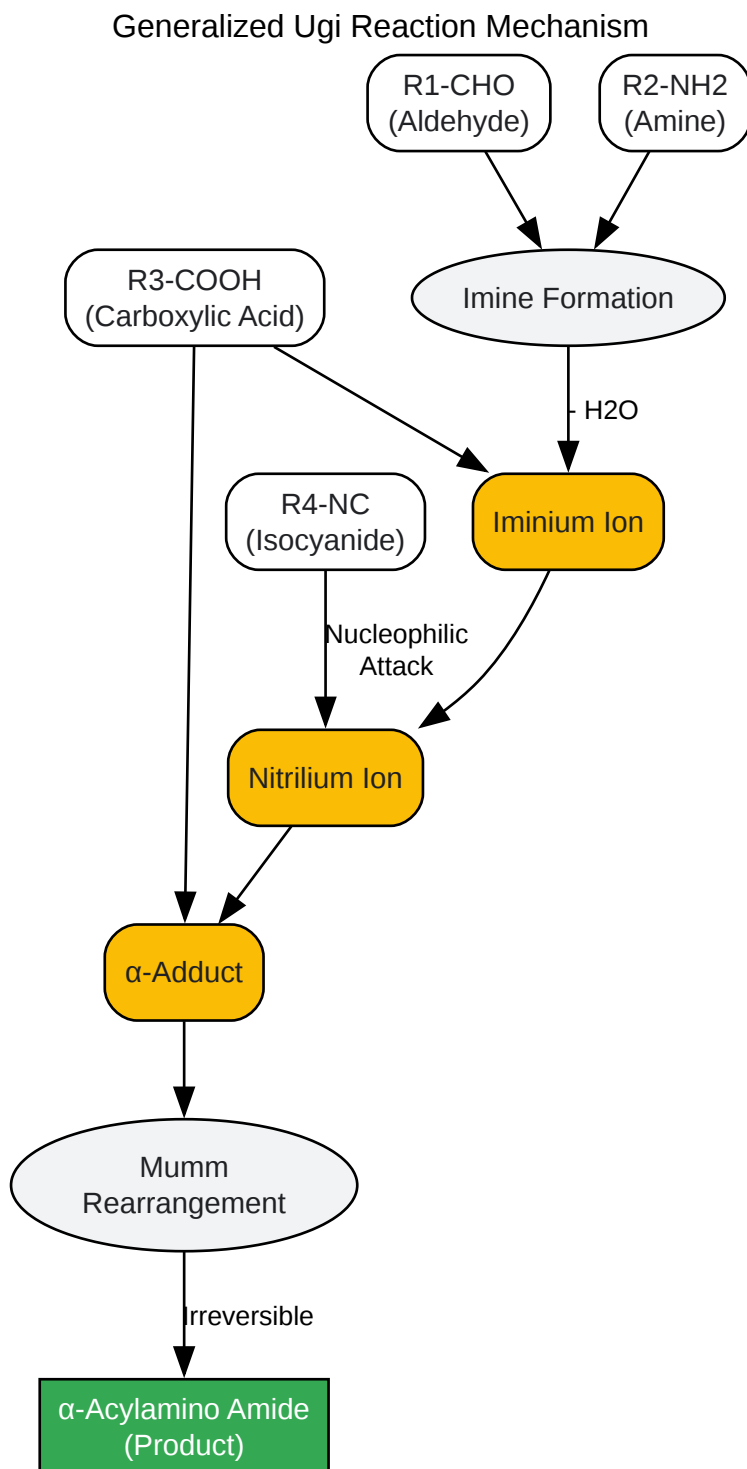 Generalized Ugi Reaction Mechanism
R1-CHO
(Aldehyde)
R2-NH2
(Amine)
R3-COOH
(Carboxylic Acid)
Imine Formation
- H2O
R4-NC
(Isocyanide)
Iminium Ion
Nucleophilic
Attack
Nitrilium Ion
α-Adduct
Mumm
Rearrangement
Irreversible
α-Acylamino Amide
(Product)